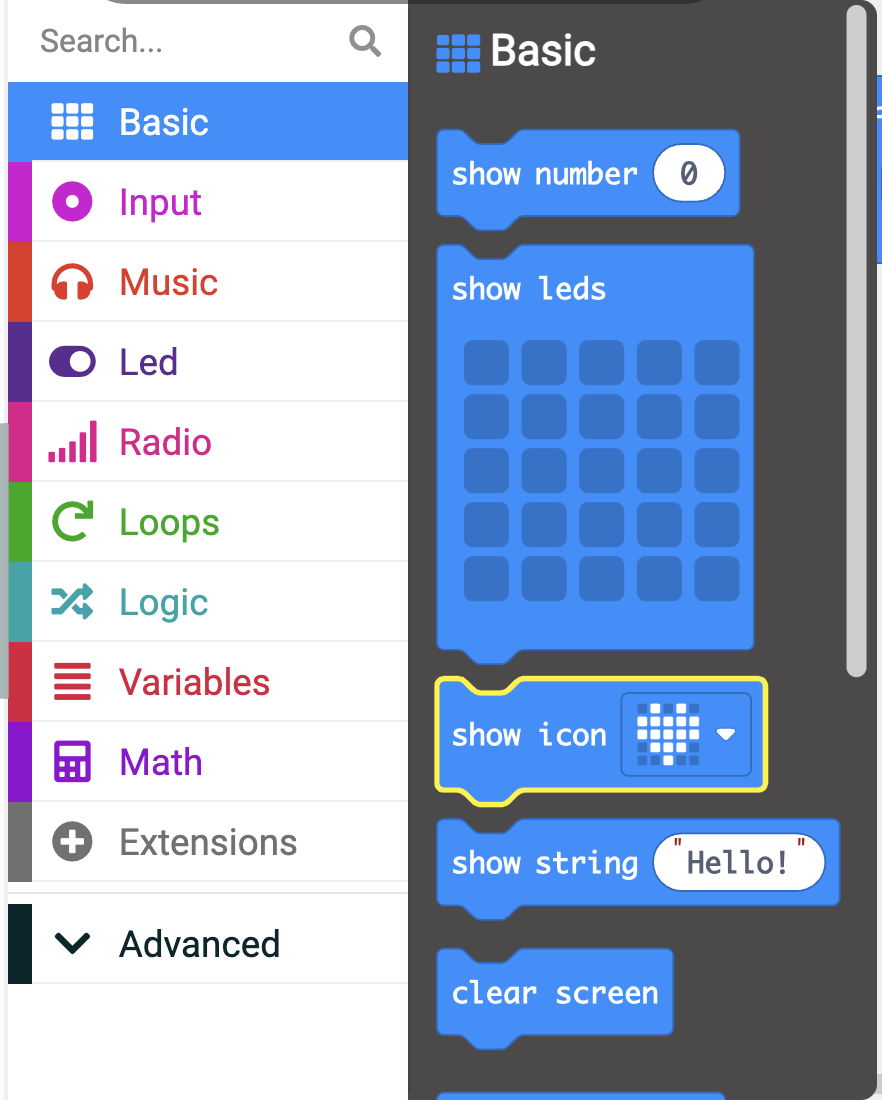 Search...
Basic
Input
Music
Led
Radio
Loops
Logic
Variables
Math
Extensions
Advanced
Basic
show number 0
show leds
show icon
show string "Hello!"
clear screen